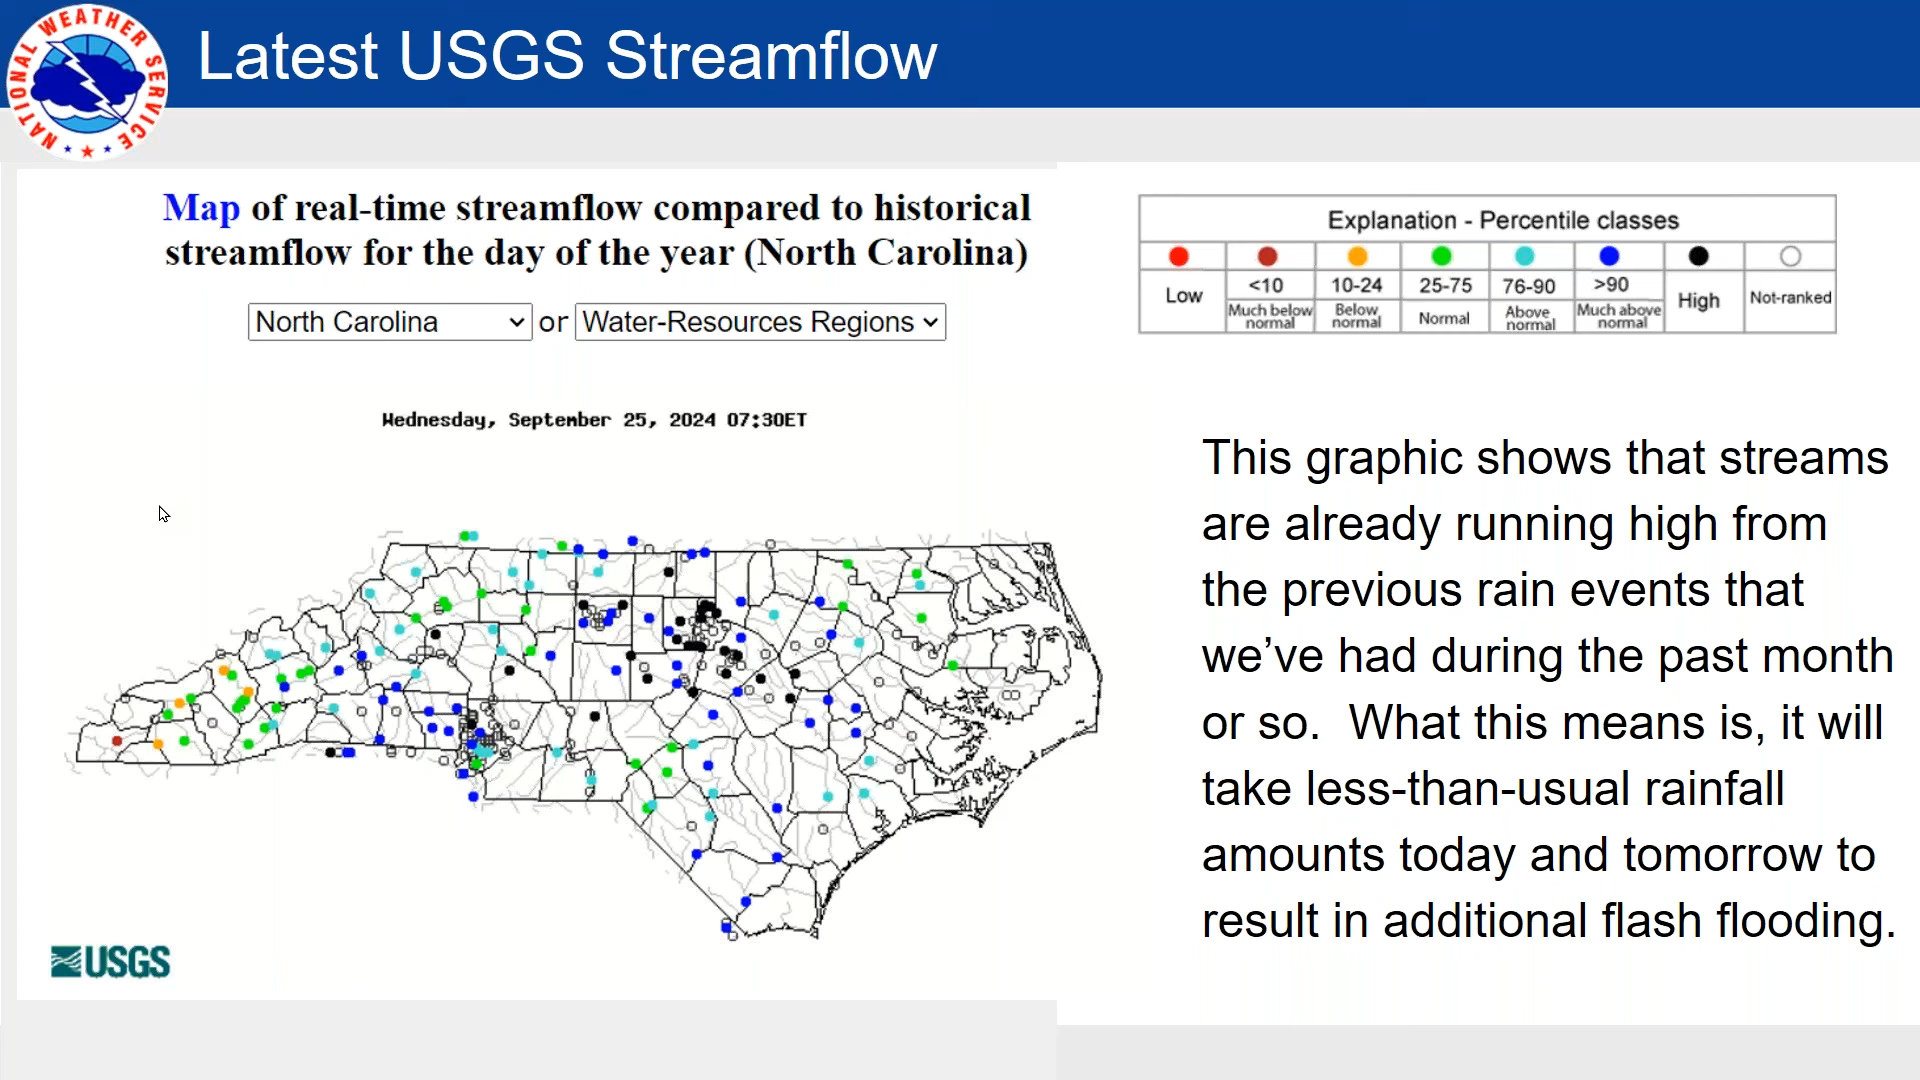 NATIONAL WEATHER SERVICE
Latest USGS Streamflow
Map of real-time streamflow compared to historical
streamflow for the day of the year (North Carolina)
North Carolina or Water-Resources Regions
Wednesday, September 25, 2024 07:30ET
USGS
Explanation - Percentile classes
Low <10 10-24 25-75 76-90 >90 High Not-ranked
Much below normal Below normal Normal Above normal Much above normal
This graphic shows that streams
are already running high from
the previous rain events that
we’ve had during the past month
or so. What this means is, it will
take less-than-usual rainfall
amounts today and tomorrow to
result in additional flash flooding.